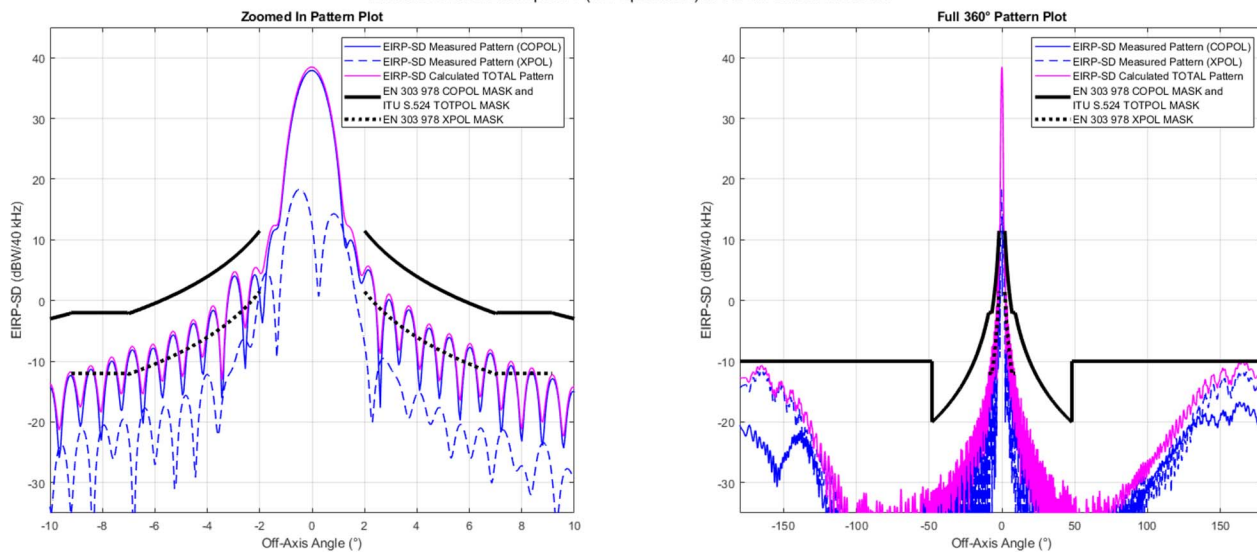 Zoomed In Pattern Plot
EIRP-SD (dBW/40 kHz)
40
30
20
10
0
-10
-20
-30
EIRP-SD Measured Pattern (COPOL)
EIRP-SD Measured Pattern (XPOL)
EIRP-SD Calculated TOTAL Pattern
EN 303 978 COPOL MASK and
ITU S.524 TOTPOL MASK
EN 303 978 XPOL MASK
-10 -8 -6 -4 -2 0 2 4 6 8 10
Off-Axis Angle (°)
Full 360° Pattern Plot
EIRP-SD (dBW/40 kHz)
40
30
20
10
0
-10
-20
-30
EIRP-SD Measured Pattern (COPOL)
EIRP-SD Measured Pattern (XPOL)
EIRP-SD Calculated TOTAL Pattern
EN 303 978 COPOL MASK and
ITU S.524 TOTPOL MASK
EN 303 978 XPOL MASK
-150 -100 -50 0 50 100 150
Off-Axis Angle (°)